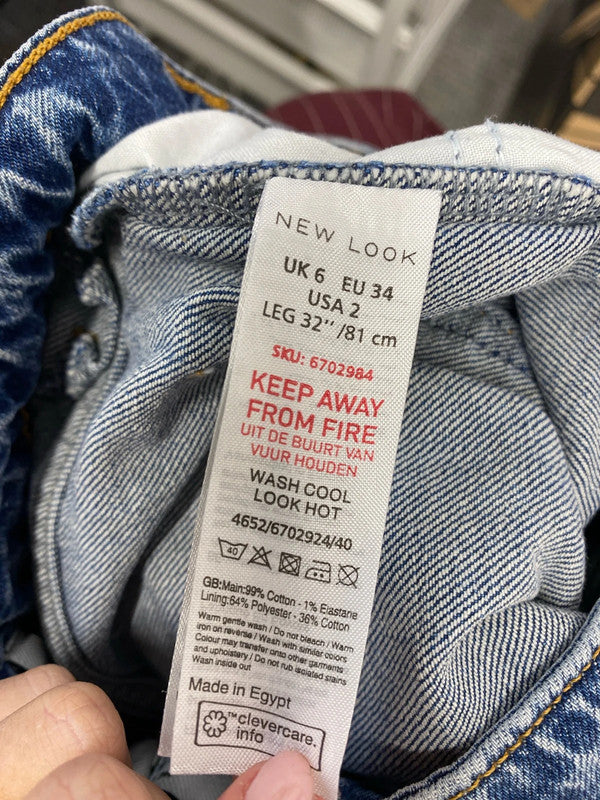 NEW LOOK
UK 6 EU 34
USA 2
LEG 32"/81 cm
SKU: 6702984
KEEP AWAY
FROM FIRE
UIT DE BUURT VAN
VUUR HOUDEN
WASH COOL
LOOK HOT
4652/6702924/40
40
GB:Main:99% Cotton - 1% Elastane
Lining:64% Polyester - 36% Cotton
Warm gentle wash / Do not bleach / Warm
iron on reverse / Wash with similar colors
Colour may transfer onto other garments
and upholstery / Do not rub isolated stains
Wash inside out
Made in Egypt
™clevercare.
info